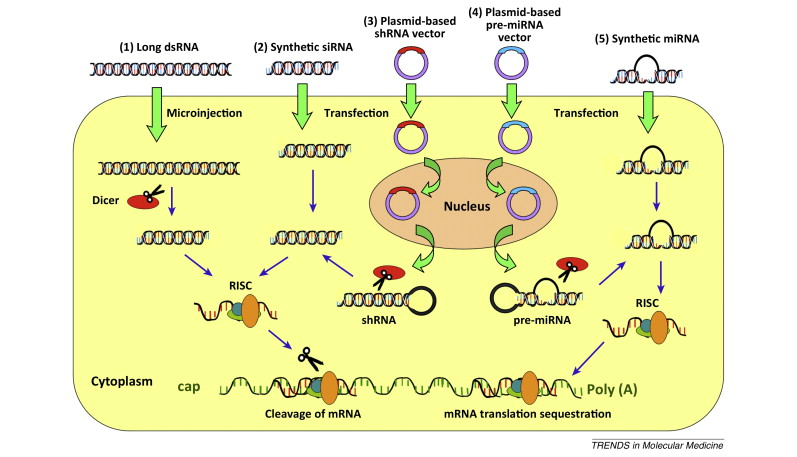 (1) Long dsRNA
(2) Synthetic siRNA
(3) Plasmid-based
shRNA vector
(4) Plasmid-based
pre-miRNA
vector
(5) Synthetic miRNA
Microinjection
Transfection
Transfection
Dicer
Nucleus
RISC
shRNA
pre-miRNA
RISC
Cytoplasm
cap
Poly (A)
Cleavage of mRNA
mRNA translation sequestration
TRENDS in Molecular Medicine